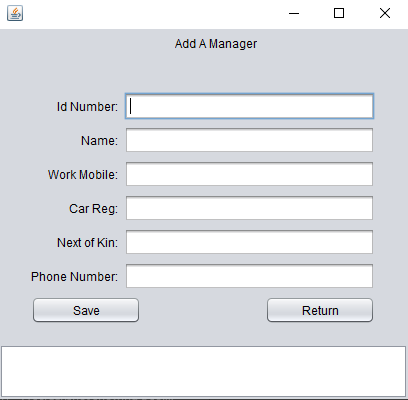 Add A Manager
Id Number:
Name:
Work Mobile:
Car Reg:
Next of Kin:
Phone Number:
Save Return